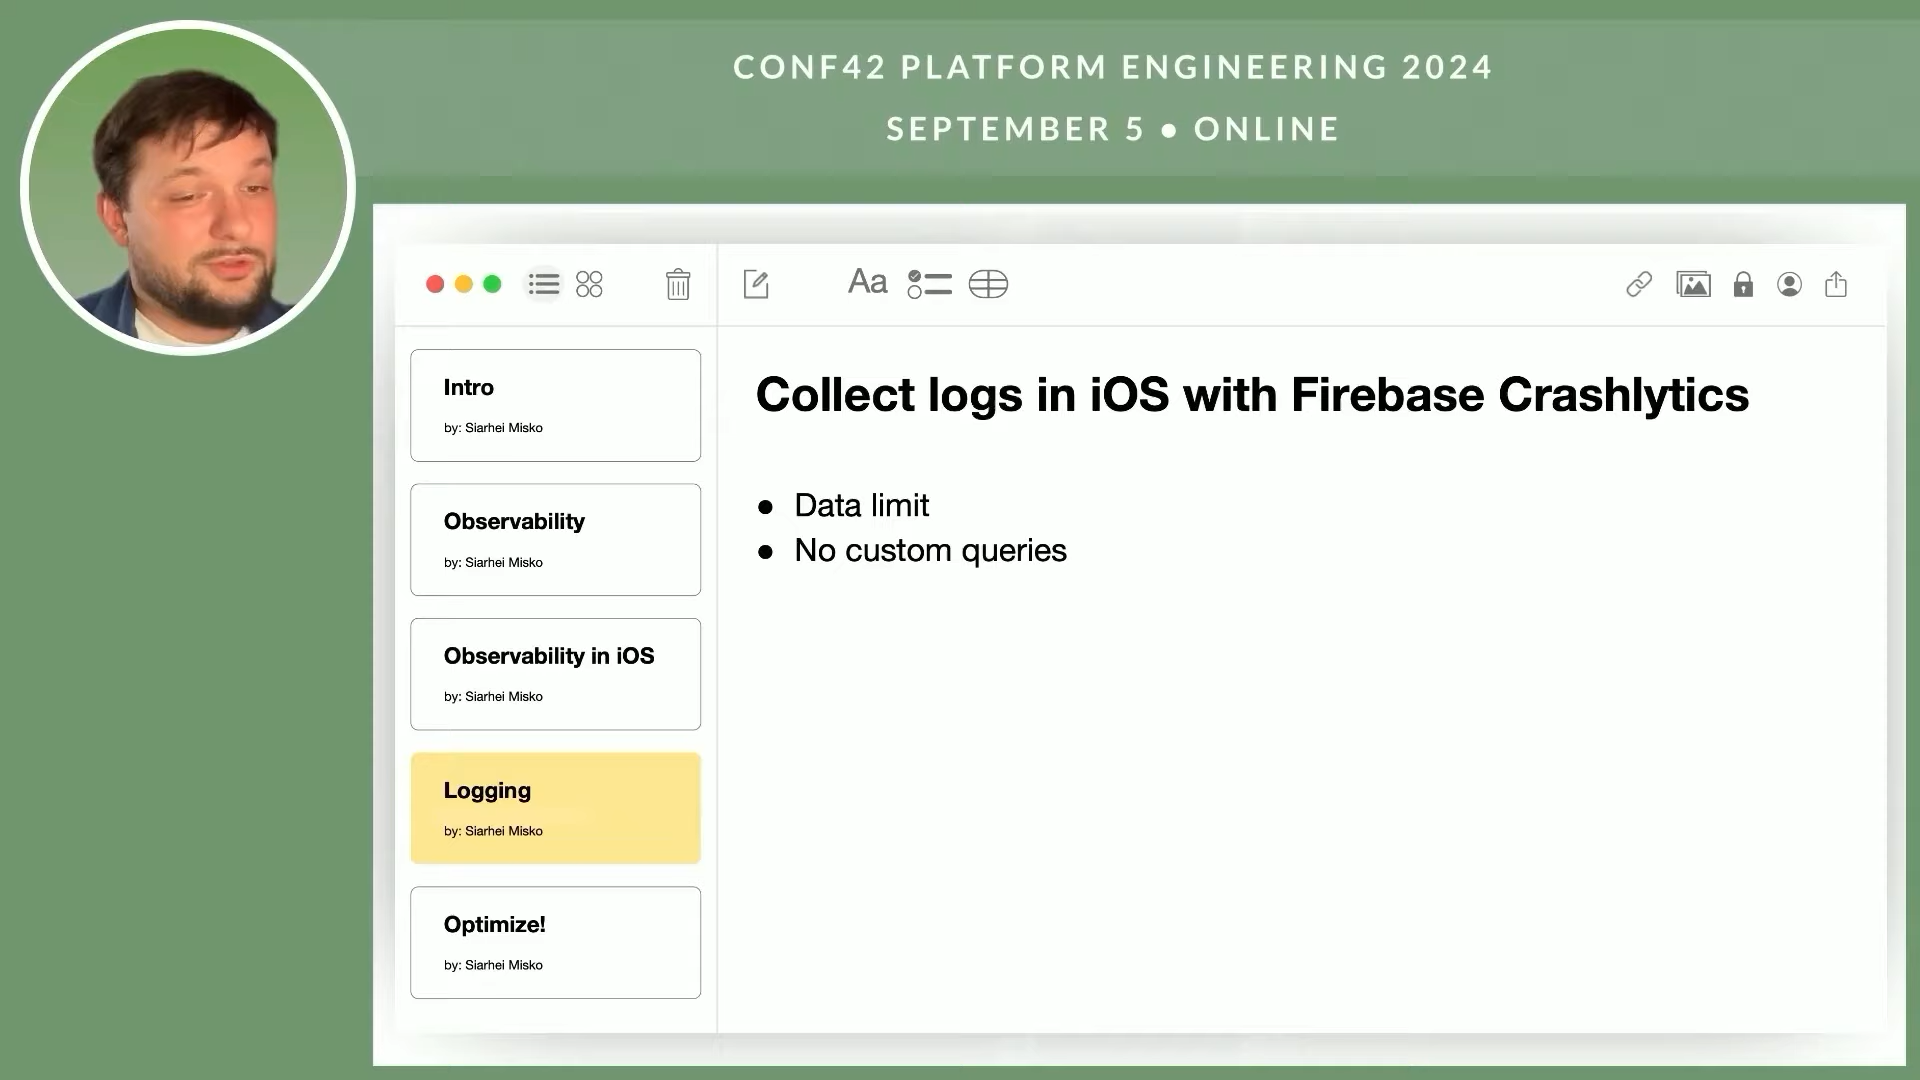 CONF42 PLATFORM ENGINEERING 2024
SEPTEMBER 5 ● ONLINE
Aa
Intro
by: Siarhei Misko
Observability
by: Siarhei Misko
Observability in iOS
by: Siarhei Misko
Logging
by: Siarhei Misko
Optimize!
by: Siarhei Misko
Collect logs in iOS with Firebase Crashlytics
● Data limit
● No custom queries